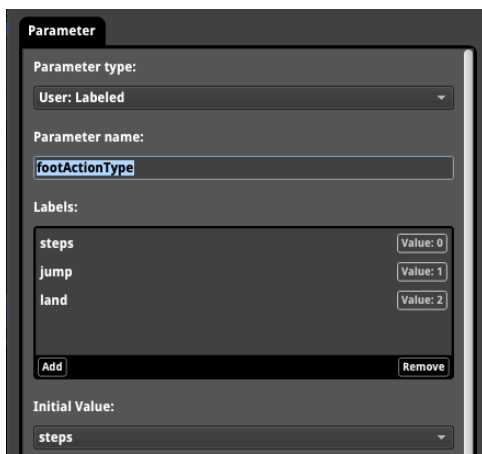 Parameter
Parameter type:
User: Labeled
Parameter name:
footActionType
Labels:
steps Value: 0
jump Value: 1
land Value: 2
Add Remove
Initial Value:
steps